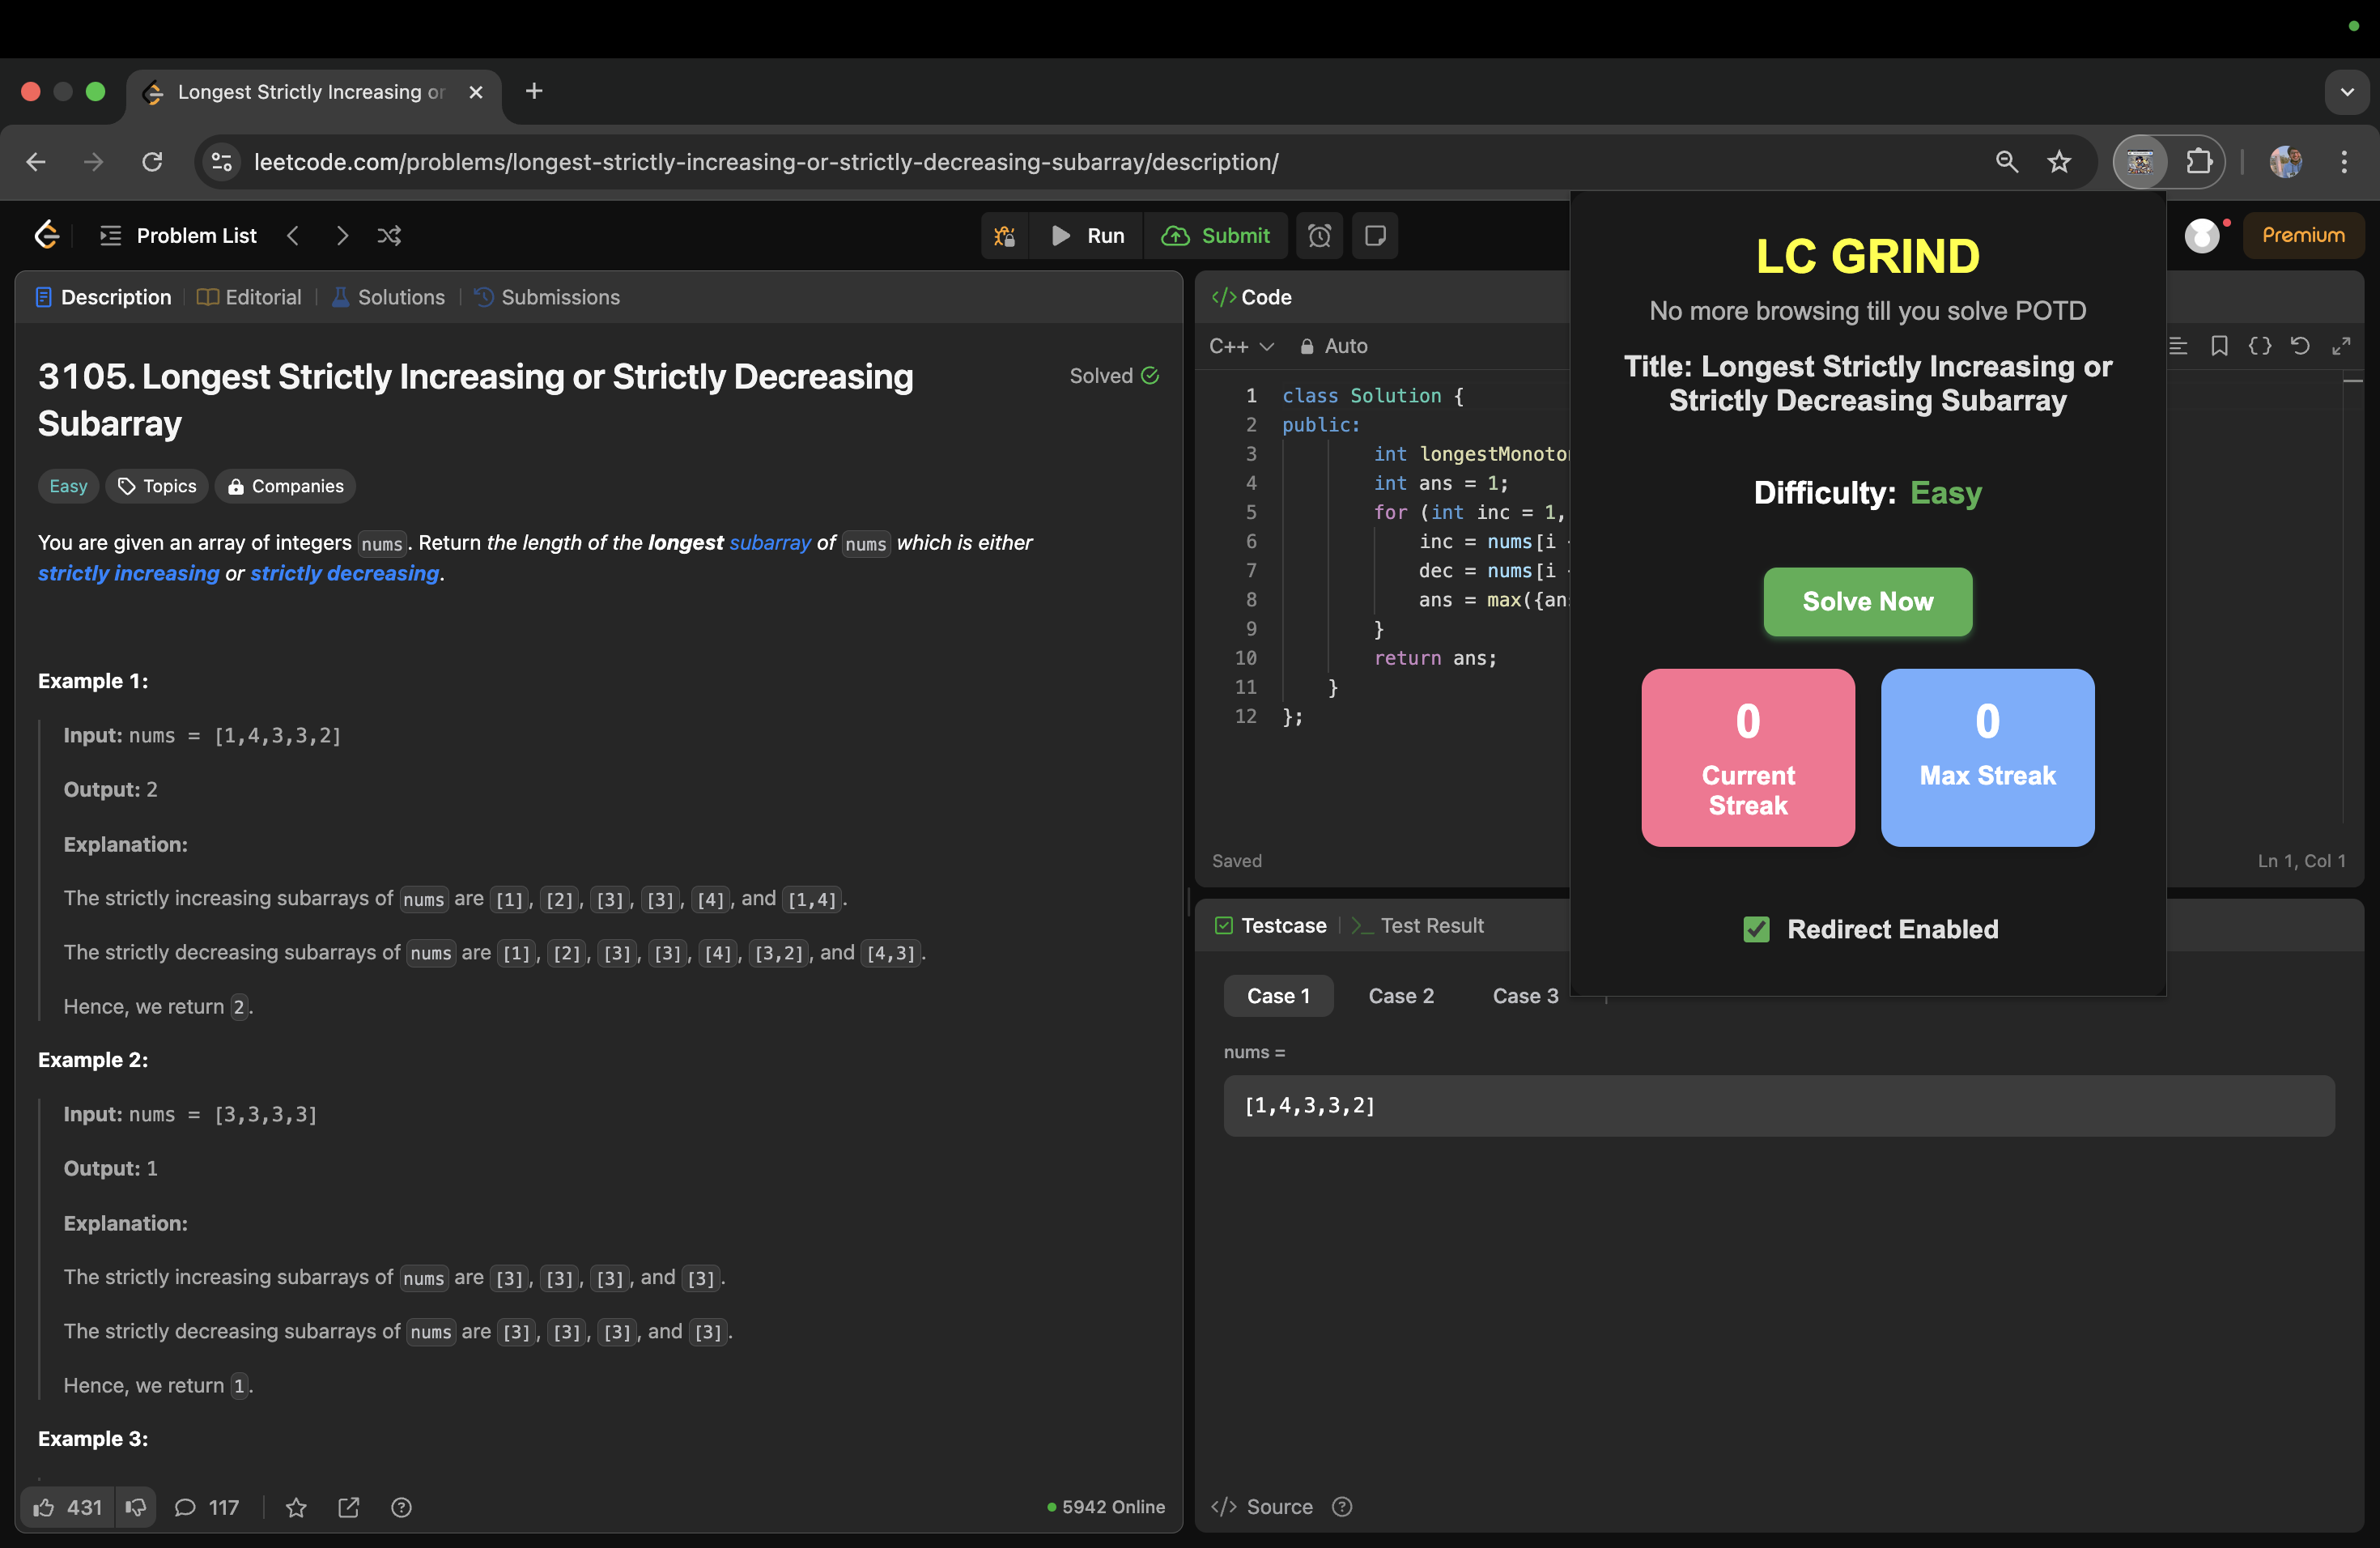 Longest Strictly Increasing or
leetcode.com/problems/longest-strictly-increasing-or-strictly-decreasing-subarray/description/
Problem List
Run
Submit
Premium
Description
Editorial
Solutions
Submissions
3105. Longest Strictly Increasing or Strictly Decreasing
Subarray
Solved
Easy
Topics
Companies
You are given an array of integers nums. Return the length of the longest subarray of nums which is either
strictly increasing or strictly decreasing.
Example 1:
Input: nums = [1,4,3,3,2]
Output: 2
Explanation:
The strictly increasing subarrays of nums are [1], [2], [3], [3], [4], and [1,4].
The strictly decreasing subarrays of nums are [1], [2], [3], [3], [4], [3,2], and [4,3].
Hence, we return 2.
Example 2:
Input: nums = [3,3,3,3]
Output: 1
Explanation:
The strictly increasing subarrays of nums are [3], [3], [3], and [3].
The strictly decreasing subarrays of nums are [3], [3], [3], and [3].
Hence, we return 1.
Example 3:
431
117
5942 Online
</> Code
C++
Auto
1 class Solution {
2 public:
3 int longestMonoto
4 int ans = 1;
5 for (int inc = 1,
6 inc = nums[i
7 dec = nums[i
8 ans = max({an
9 }
10 return ans;
11 }
12 };
Saved
Ln 1, Col 1
LC GRIND
No more browsing till you solve POTD
Title: Longest Strictly Increasing or
Strictly Decreasing Subarray
Difficulty: Easy
Solve Now
0
Current
Streak
0
Max Streak
Redirect Enabled
Testcase
Test Result
Case 1
Case 2
Case 3
nums =
[1,4,3,3,2]
</> Source